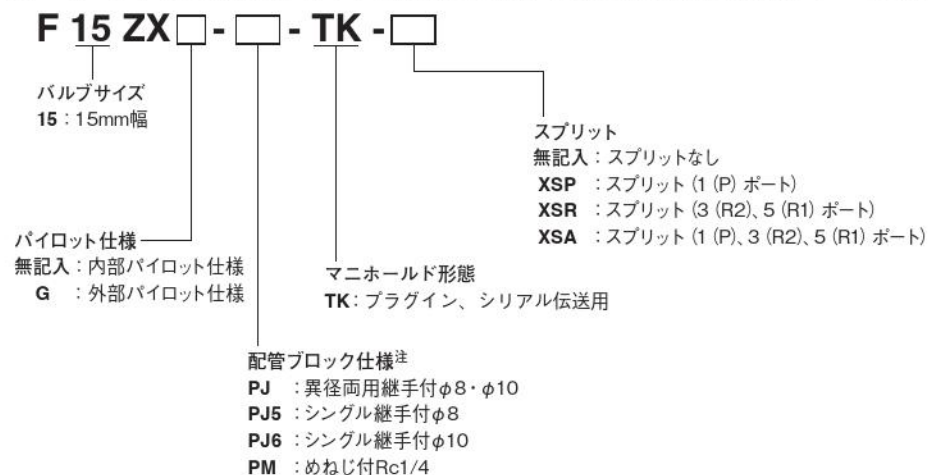 F 15 ZX□-□-TK-□
バルブサイズ
15：15mm幅
スプリット
無記入：スプリットなし
XSP ：スプリット（1（P）ポート）
XSR ：スプリット（3（R2）、5（R1）ポート）
XSA ：スプリット（1（P）、3（R2）、5（R1）ポート）
パイロット仕様
無記入：内部パイロット仕様
G ：外部パイロット仕様
マニホールド形態
TK：プラグイン、シリアル伝送用
配管ブロック仕様注
PJ ：異径両用継手付φ8・φ10
PJ5 ：シングル継手付φ8
PJ6 ：シングル継手付φ10
PM ：めねじ付Rc1/4